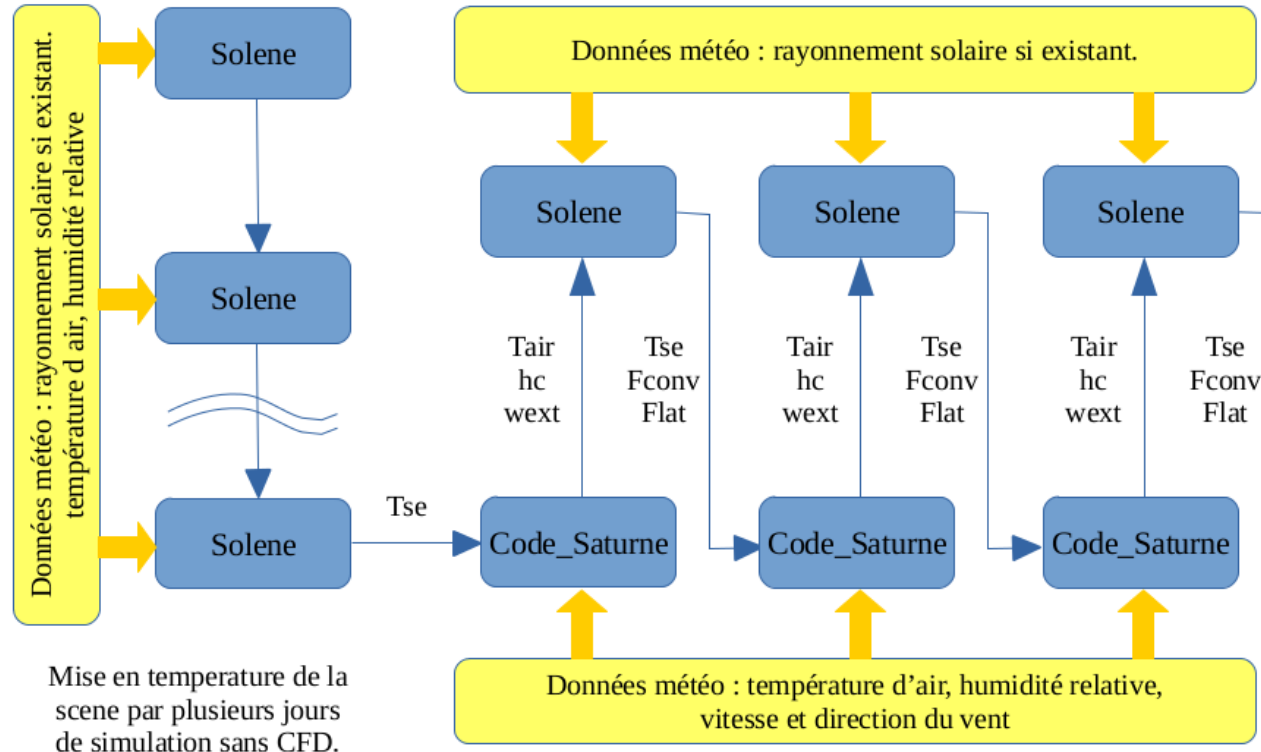 Données météo : rayonnement solaire si existant.
température d air, humidité relative
Solene
Solene
Solene
Mise en temperature de la
scene par plusieurs jours
de simulation sans CFD.
Tse
Données météo : rayonnement solaire si existant.
Solene
Solene
Solene
Tair
hc
wext
Tse
Fconv
Flat
Tair
hc
wext
Tse
Fconv
Flat
Tair
hc
wext
Tse
Fconv
Flat
Code_Saturne
Code_Saturne
Code_Saturne
Données météo : température d’air, humidité relative,
vitesse et direction du vent